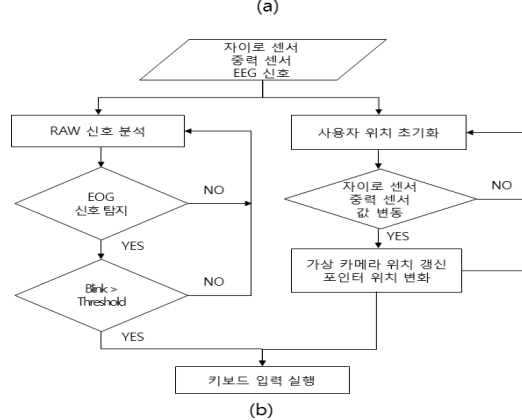 (a)
자이로 센서
중력 센서
EEG 신호
RAW 신호 분석
EOG
신호 탐지
NO
YES
Blink >
Threshold
NO
YES
사용자 위치 초기화
자이로 센서
중력 센서
값 변동
NO
YES
가상 카메라 위치 갱신
포인터 위치 변화
키보드 입력 실행
(b)